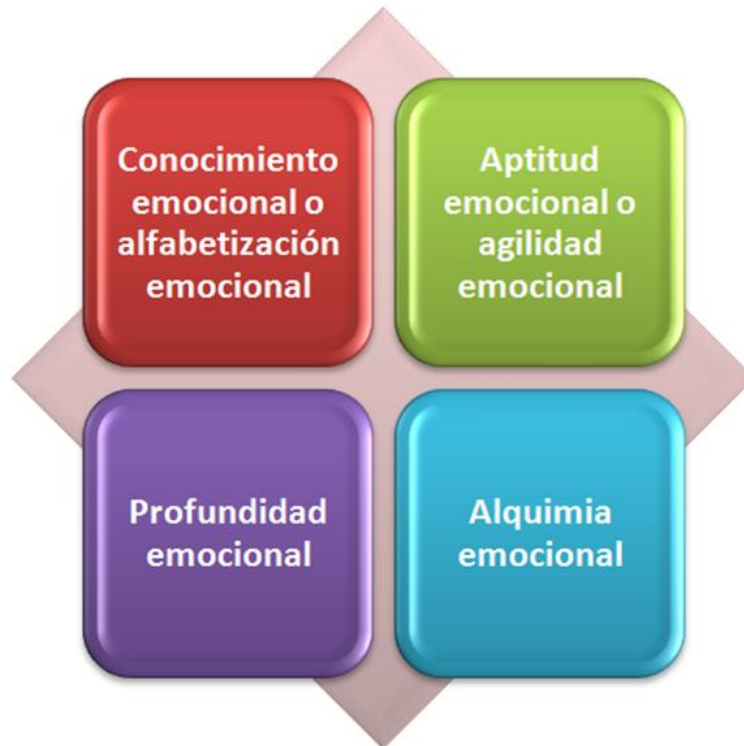 Conocimiento
emocional o
alfabetización
emocional
Aptitud
emocional o
agilidad
emocional
Profundidad
emocional
Alquimia
emocional